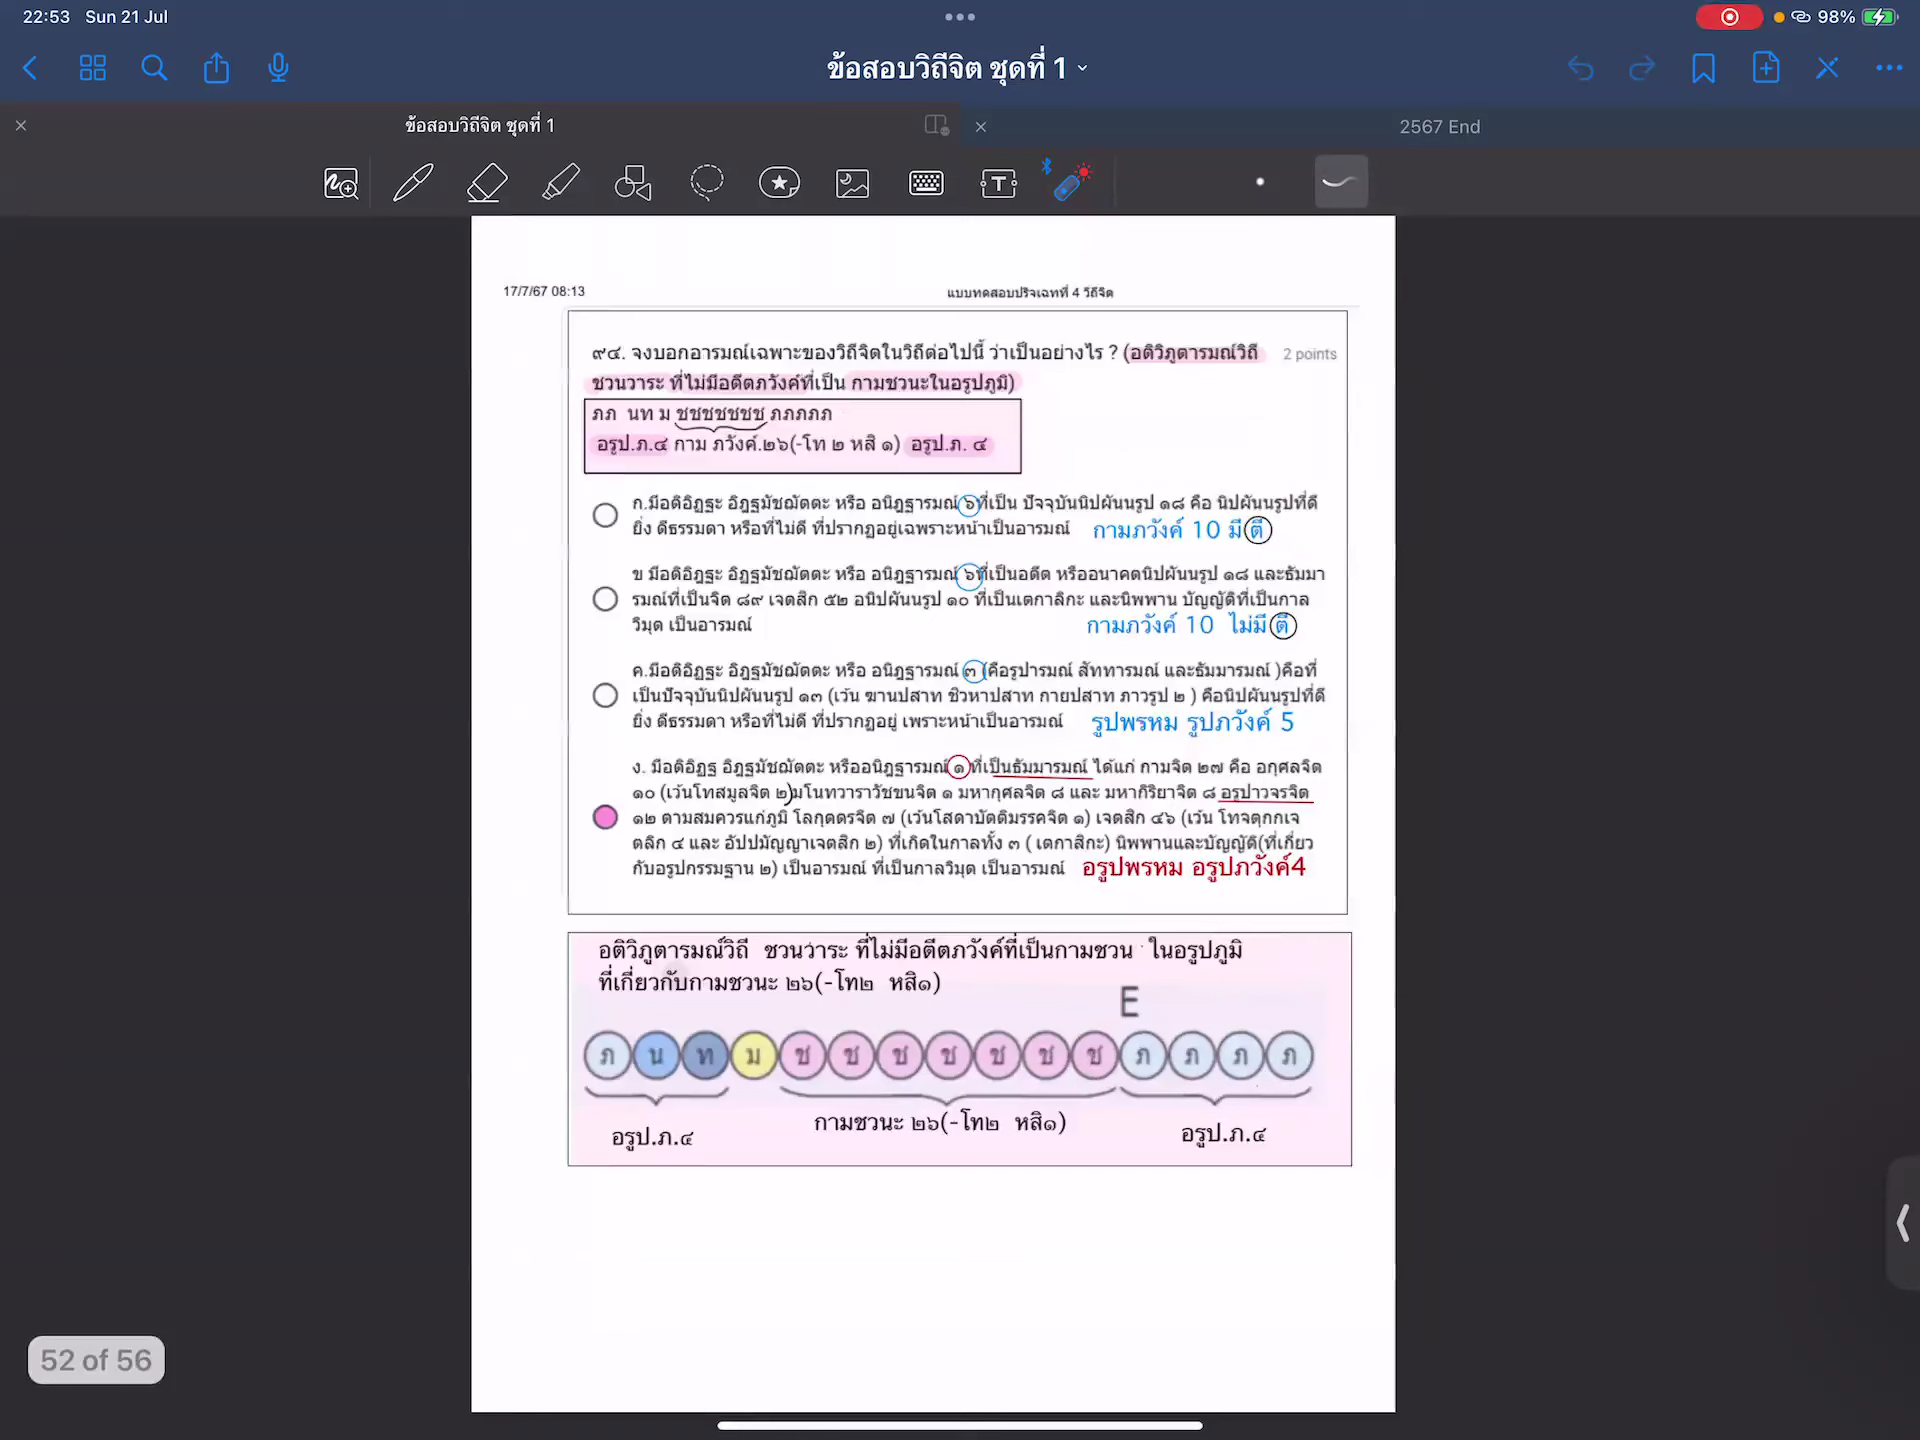 22:53 Sun 21 Jul
98%
ข้อสอบวิถีจิต ชุดที่ 1
ข้อสอบวิถีจิต ชุดที่ 1
2567 End
17/7/67 08:13
แบบทดสอบปริจเฉทที่ 4 วิถีจิต
๙๔. จงบอกอารมณ์เฉพาะของวิถีจิตในวิถีต่อไปนี้ ว่าเป็นอย่างไร ? (อติวิภูตารมณ์วิถี 2 points
ชวนวาระ ที่ไม่มีอดีตภวังค์ที่เป็น กามชวนะในอรูปภูมิ)
ภภ นท ม ชชชชชชช ภภภภภ
อรูป.ภ.๔ กาม ภวังค์.๒๖(-โท ๒ หสิ ๑) อรูป.ภ. ๔
ก.มีอติอิฏฐะ อิฏฐมัชฌัตตะ หรือ อนิฎฐารมณ์ ๖ที่เป็น ปัจจุบันนิปผันนรูป ๑๘ คือ นิปผันนรูปที่ดี
ยิ่ง ดีธรรมดา หรือที่ไม่ดี ที่ปรากฏอยู่เฉพราะหน้าเป็นอารมณ์ กามภวังค์ 10 มี ตี
ข มีอติอิฏฐะ อิฏฐมัชฌัตตะ หรือ อนิฎฐารมณ์ ๖ที่เป็นอดีต หรืออนาคตนิปผันนรูป ๑๘ และธัมมา
รมณ์ที่เป็นจิต ๘๙ เจตสิก ๕๒ อนิปผันนรูป ๑๐ ที่เป็นเตกาลิกะ และนิพพาน บัญญัติที่เป็นกาล
วิมุต เป็นอารมณ์ กามภวังค์ 10 ไม่มี ตี
ค.มีอติอิฏฐะ อิฏฐมัชฌัตตะ หรือ อนิฎฐารมณ์ ๓ (คือรูปารมณ์ สัททารมณ์ และธัมมารมณ์ )คือที่
เป็นปัจจุบันนิปผันนรูป ๑๓ (เว้น ฆานปสาท ชิวหาปสาท กายปสาท ภาวรูป ๒ ) คือนิปผันนรูปที่ดี
ยิ่ง ดีธรรมดา หรือที่ไม่ดี ที่ปรากฏอยู่ เพราะหน้าเป็นอารมณ์ รูปพรหม รูปภวังค์ 5
ง. มีอติอิฏฐ อิฏฐมัชฌัตตะ หรืออนิฎฐารมณ์ ๑ ที่เป็นธัมมารมณ์ ได้แก่ กามจิต ๒๗ คือ อกุศลจิต
๑๐ (เว้นโทสมูลจิต ๒)มโนทวาราวัชขนจิต ๑ มหากุศลจิต ๘ และ มหากิริยาจิต ๘ อรูปาวจรจิต
๑๒ ตามสมควรแก่ภูมิ โลกุตตรจิต ๗ (เว้นโสดาบัตติมรรคจิต ๑) เจตสิก ๔๖ (เว้น โทจตุกกเจ
ตสิก ๔ และ อัปปมัญญาเจตสิก ๒) ที่เกิดในกาลทั้ง ๓ ( เตกาสิกะ) นิพพานและบัญญัติ(ที่เกี่ยว
กับอรูปกรรมฐาน ๒) เป็นอารมณ์ ที่เป็นกาลวิมุต เป็นอารมณ์ อรูปพรหม อรูปภวังค์4
อติวิภูตารมณ์วิถี ชวนว่าระ ที่ไม่มีอตีตภวังค์ที่เป็นกามชวน ในอรูปภูมิ
ที่เกี่ยวกับกามชวนะ ๒๖(-โท๒ หสิ๑)
E
ภ น ท ม ช ช ช ช ช ช ช ภ ภ ภ ภ
อรูป.ภ.๔ กามชวนะ ๒๖(-โท๒ หสิ๑) อรูป.ภ.๔
52 of 56